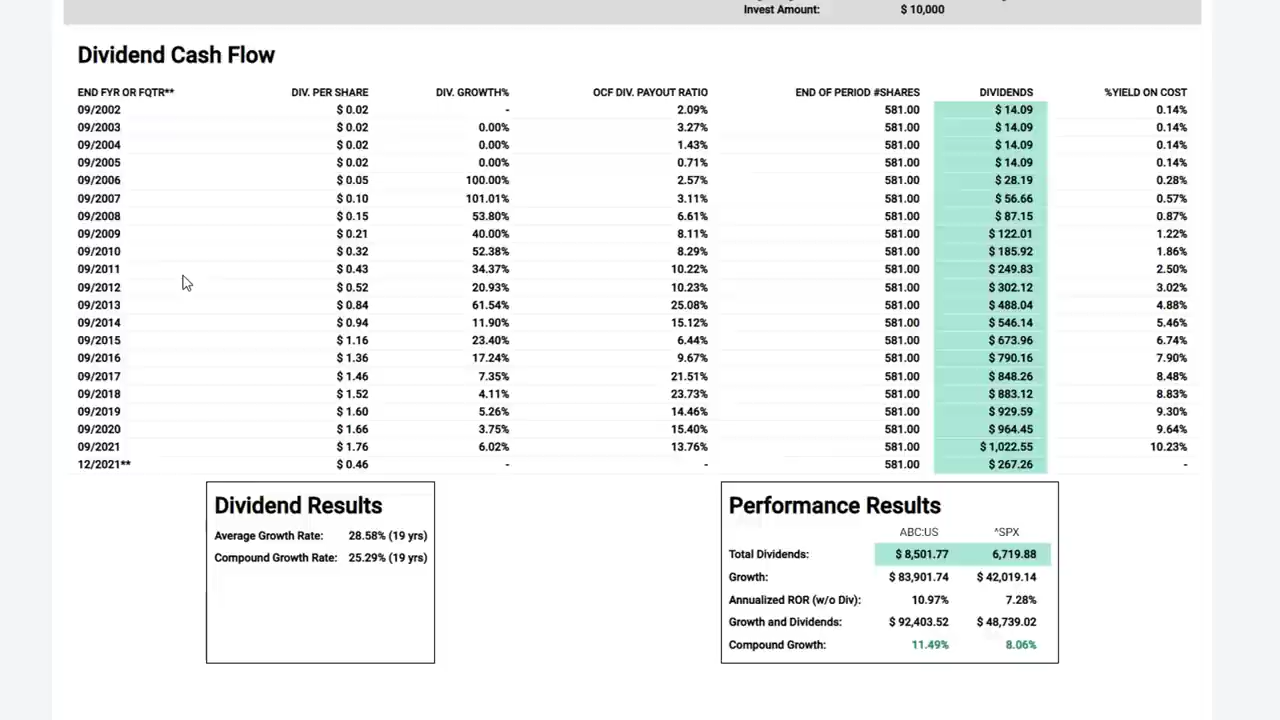 Invest Amount: $ 10,000
Dividend Cash Flow
END FYR OR FQTR** DIV. PER SHARE DIV. GROWTH% OCF DIV. PAYOUT RATIO END OF PERIOD #SHARES DIVIDENDS %YIELD ON COST
09/2002 $ 0.02 - 2.09% 581.00 $ 14.09 0.14%
09/2003 $ 0.02 0.00% 3.27% 581.00 $ 14.09 0.14%
09/2004 $ 0.02 0.00% 1.43% 581.00 $ 14.09 0.14%
09/2005 $ 0.02 0.00% 0.71% 581.00 $ 14.09 0.14%
09/2006 $ 0.05 100.00% 2.57% 581.00 $ 28.19 0.28%
09/2007 $ 0.10 101.01% 3.11% 581.00 $ 56.66 0.57%
09/2008 $ 0.15 53.80% 6.61% 581.00 $ 87.15 0.87%
09/2009 $ 0.21 40.00% 8.11% 581.00 $ 122.01 1.22%
09/2010 $ 0.32 52.38% 8.29% 581.00 $ 185.92 1.86%
09/2011 $ 0.43 34.37% 10.22% 581.00 $ 249.83 2.50%
09/2012 $ 0.52 20.93% 10.23% 581.00 $ 302.12 3.02%
09/2013 $ 0.84 61.54% 25.08% 581.00 $ 488.04 4.88%
09/2014 $ 0.94 11.90% 15.12% 581.00 $ 546.14 5.46%
09/2015 $ 1.16 23.40% 6.44% 581.00 $ 673.96 6.74%
09/2016 $ 1.36 17.24% 9.67% 581.00 $ 790.16 7.90%
09/2017 $ 1.46 7.35% 21.51% 581.00 $ 848.26 8.48%
09/2018 $ 1.52 4.11% 23.73% 581.00 $ 883.12 8.83%
09/2019 $ 1.60 5.26% 14.46% 581.00 $ 929.59 9.30%
09/2020 $ 1.66 3.75% 15.40% 581.00 $ 964.45 9.64%
09/2021 $ 1.76 6.02% 13.76% 581.00 $ 1,022.55 10.23%
12/2021** $ 0.46 - - 581.00 $ 267.26 -
Dividend Results
Average Growth Rate: 28.58% (19 yrs)
Compound Growth Rate: 25.29% (19 yrs)
Performance Results
ABC:US ^SPX
Total Dividends: $ 8,501.77 6,719.88
Growth: $ 83,901.74 $ 42,019.14
Annualized ROR (w/o Div): 10.97% 7.28%
Growth and Dividends: $ 92,403.52 $ 48,739.02
Compound Growth: 11.49% 8.06%